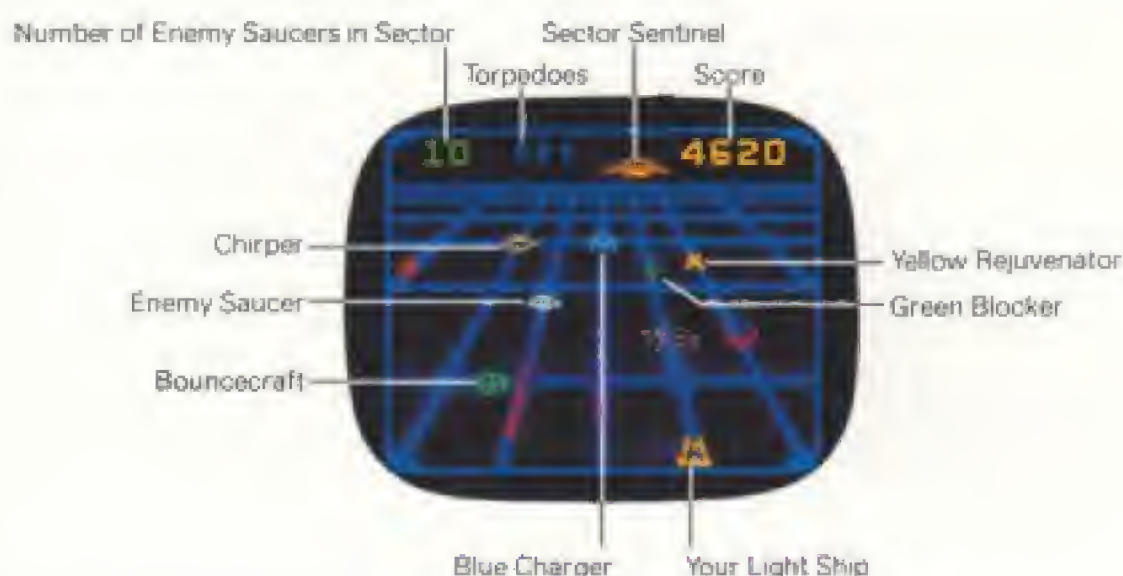 Number of Enemy Saucers in Sector
Sector Sentinel
Torpedoes
Score
10
4620
Chirper
Yellow Rejuvenator
Enemy Saucer
Green Blocker
Bouncecraft
Blue Charger
Your Light Ship